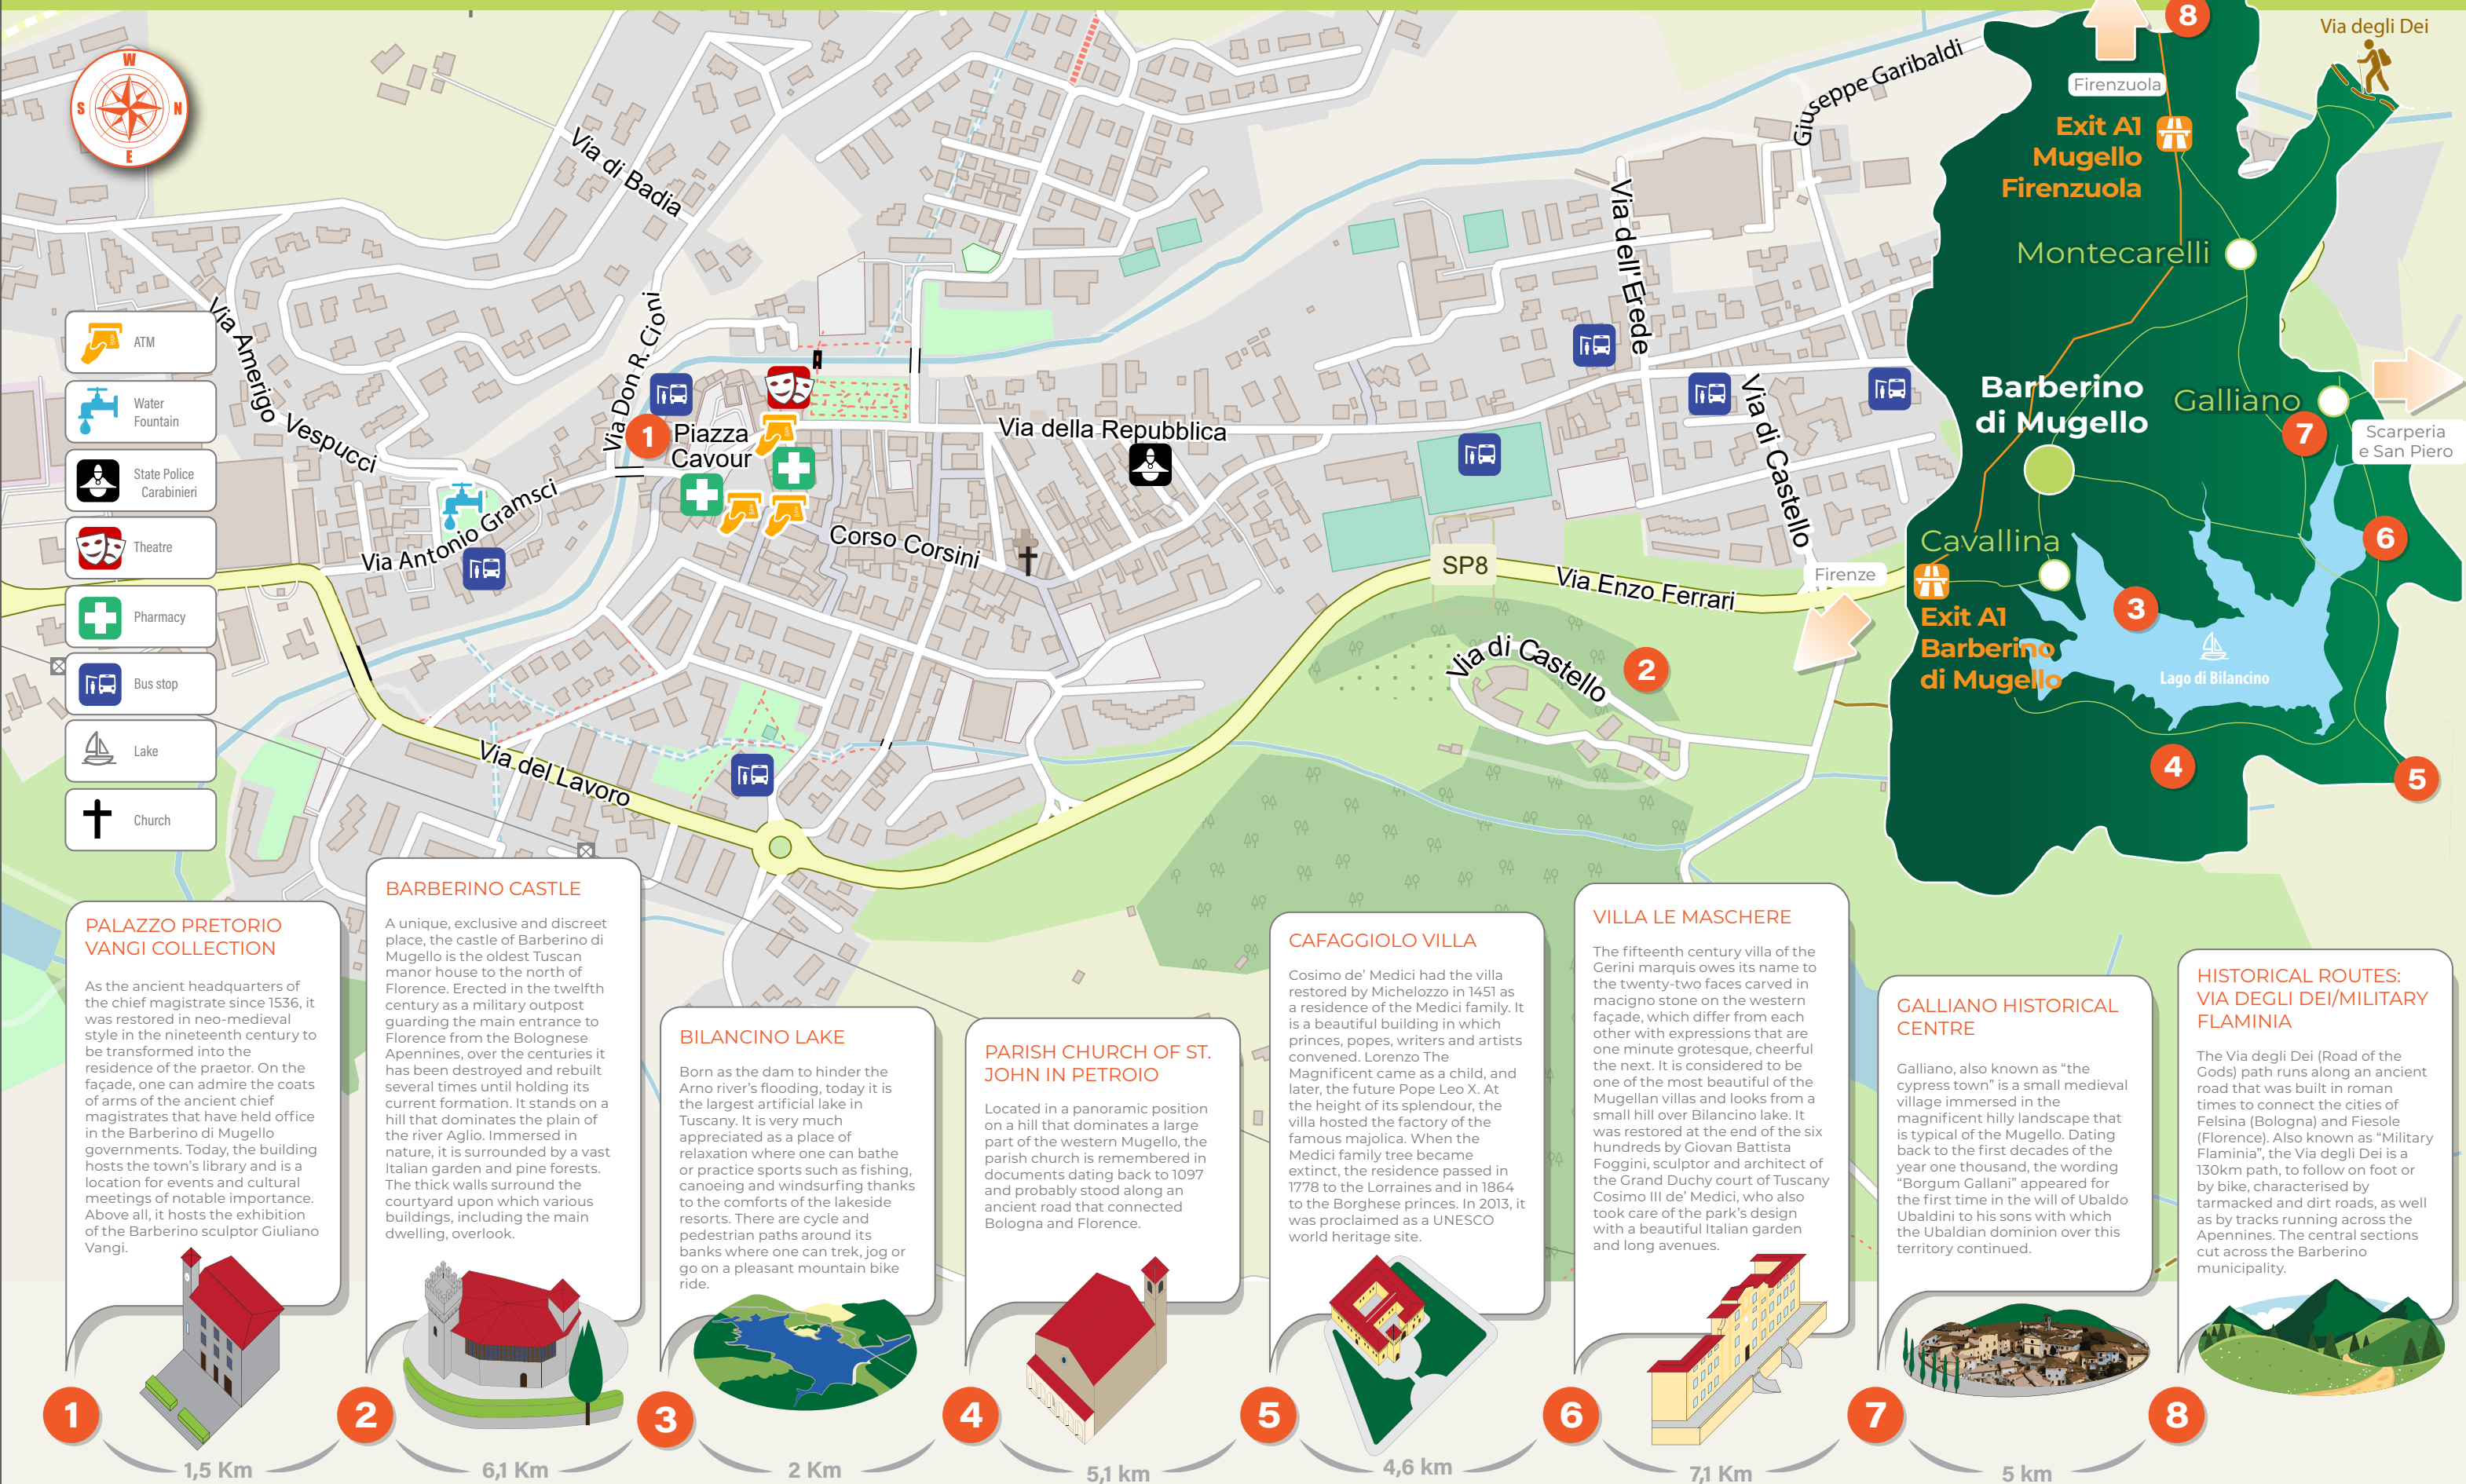 W
S
N
E
Via di Badia
Via Don R. Cioni
Via Amerigo Vespucci
Via Antonio Gramsci
Piazza
Cavour
1
Via della Repubblica
Corso Corsini
Via del Lavoro
Via dell'Erede
Giuseppe Garibaldi
Via di Castello
SP8
Via Enzo Ferrari
Via di Castello
2
Firenze
ATM
Water
Fountain
State Police
Carabinieri
Theatre
Pharmacy
Bus stop
Lake
Church
8
Via degli Dei
Firenzuola
Exit A1
Mugello
Firenzuola
Montecarelli
Barberino
di Mugello
Galliano
7
Scarperia
e San Piero
Cavallina
6
Exit A1
Barberino
di Mugello
3
Lago di Bilancino
4
5
PALAZZO PRETORIO
VANGI COLLECTION
As the ancient headquarters of
the chief magistrate since 1536, it
was restored in neo-medieval
style in the nineteenth century to
be transformed into the
residence of the praetor. On the
façade, one can admire the coats
of arms of the ancient chief
magistrates that have held office
in the Barberino di Mugello
governments. Today, the building
hosts the town's library and is a
location for events and cultural
meetings of notable importance.
Above all, it hosts the exhibition
of the Barberino sculptor Giuliano
Vangi.
BARBERINO CASTLE
A unique, exclusive and discreet
place, the castle of Barberino di
Mugello is the oldest Tuscan
manor house to the north of
Florence. Erected in the twelfth
century as a military outpost
guarding the main entrance to
Florence from the Bolognese
Apennines, over the centuries it
has been destroyed and rebuilt
several times until holding its
current formation. It stands on a
hill that dominates the plain of
the river Aglio. Immersed in
nature, it is surrounded by a vast
Italian garden and pine forests.
The thick walls surround the
courtyard upon which various
buildings, including the main
dwelling, overlook.
BILANCINO LAKE
Born as the dam to hinder the
Arno river's flooding, today it is
the largest artificial lake in
Tuscany. It is very much
appreciated as a place of
relaxation where one can bathe
or practice sports such as fishing,
canoeing and windsurfing thanks
to the comforts of the lakeside
resorts. There are cycle and
pedestrian paths around its
banks where one can trek, jog or
go on a pleasant mountain bike
ride.
PARISH CHURCH OF ST.
JOHN IN PETROIO
Located in a panoramic position
on a hill that dominates a large
part of the western Mugello, the
parish church is remembered in
documents dating back to 1097
and probably stood along an
ancient road that connected
Bologna and Florence.
CAFAGGIOLO VILLA
Cosimo de' Medici had the villa
restored by Michelozzo in 1451 as
a residence of the Medici family. It
is a beautiful building in which
princes, popes, writers and artists
convened. Lorenzo The
Magnificent came as a child, and
later, the future Pope Leo X. At
the height of its splendour, the
villa hosted the factory of the
famous majolica. When the
Medici family tree became
extinct, the residence passed in
1778 to the Lorraines and in 1864
to the Borghese princes. In 2013, it
was proclaimed as a UNESCO
world heritage site.
VILLA LE MASCHERE
The fifteenth century villa of the
Gerini marquis owes its name to
the twenty-two faces carved in
macigno stone on the western
façade, which differ from each
other with expressions that are
one minute grotesque, cheerful
the next. It is considered to be
one of the most beautiful of the
Mugellan villas and looks from a
small hill over Bilancino lake. It
was restored at the end of the six
hundreds by Giovan Battista
Foggini, sculptor and architect of
the Grand Duchy court of Tuscany
Cosimo III de' Medici, who also
took care of the park's design
with a beautiful Italian garden
and long avenues.
GALLIANO HISTORICAL
CENTRE
Galliano, also known as “the
cypress town” is a small medieval
village immersed in the
magnificent hilly landscape that
is typical of the Mugello. Dating
back to the first decades of the
year one thousand, the wording
“Borgum Gallani” appeared for
the first time in the will of Ubaldo
Ubaldini to his sons with which
the Ubaldian dominion over this
territory continued.
HISTORICAL ROUTES:
VIA DEGLI DEI/MILITARY
FLAMINIA
The Via degli Dei (Road of the
Gods) path runs along an ancient
road that was built in roman
times to connect the cities of
Felsina (Bologna) and Fiesole
(Florence). Also known as “Military
Flaminia”, the Via degli Dei is a
130km path, to follow on foot or
by bike, characterised by
tarmacked and dirt roads, as well
as by tracks running across the
Apennines. The central sections
cut across the Barberino
municipality.
1
2
3
4
5
6
7
8
1,5 Km
6,1 Km
2 Km
5,1 km
4,6 km
7,1 Km
5 km